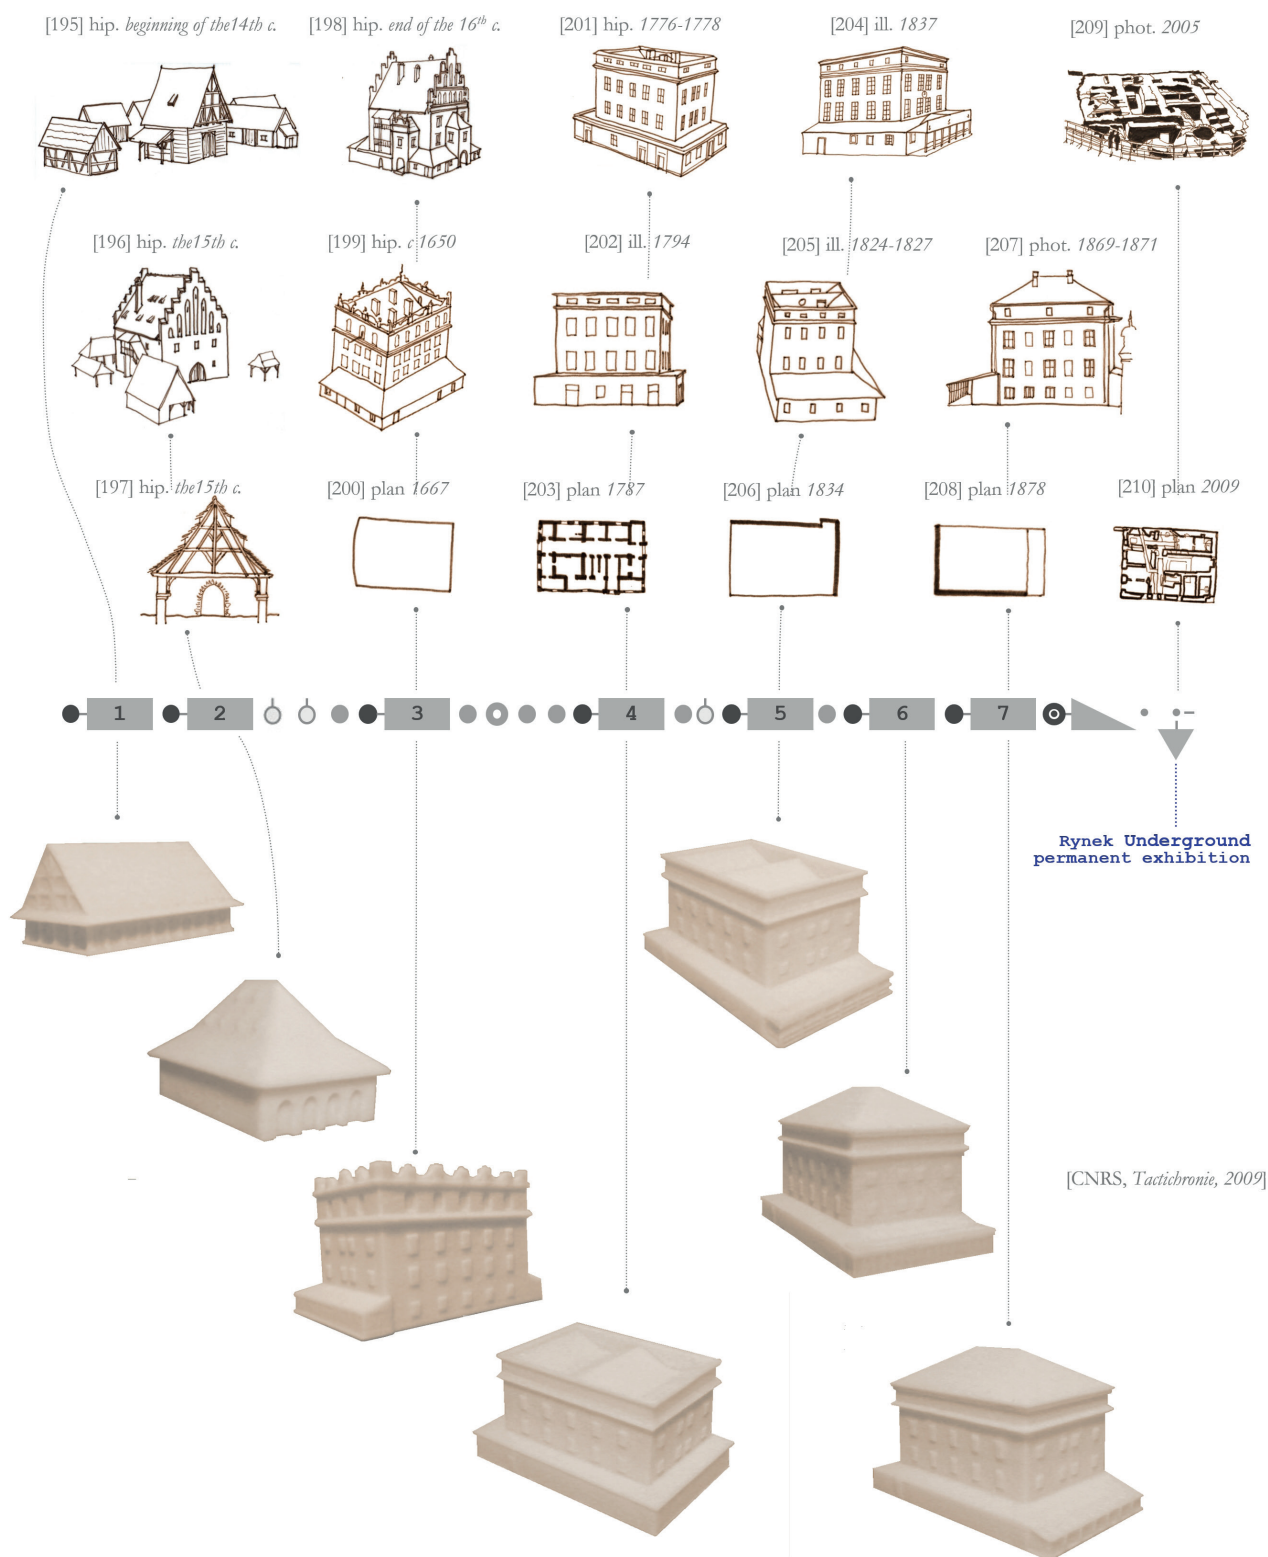 [195] hip. beginning of the14th c.
[198] hip. end of the 16th c.
[201] hip. 1776-1778
[204] ill. 1837
[209] phot. 2005
[196] hip. the15th c.
[199] hip. c 1650
[202] ill. 1794
[205] ill. 1824-1827
[207] phot. 1869-1871
[197] hip. the15th c.
[200] plan 1667
[203] plan 1787
[206] plan 1834
[208] plan 1878
[210] plan 2009
1 2 3 4 5 6 7
Rynek Underground
permanent exhibition
[CNRS, Tactichronie, 2009]